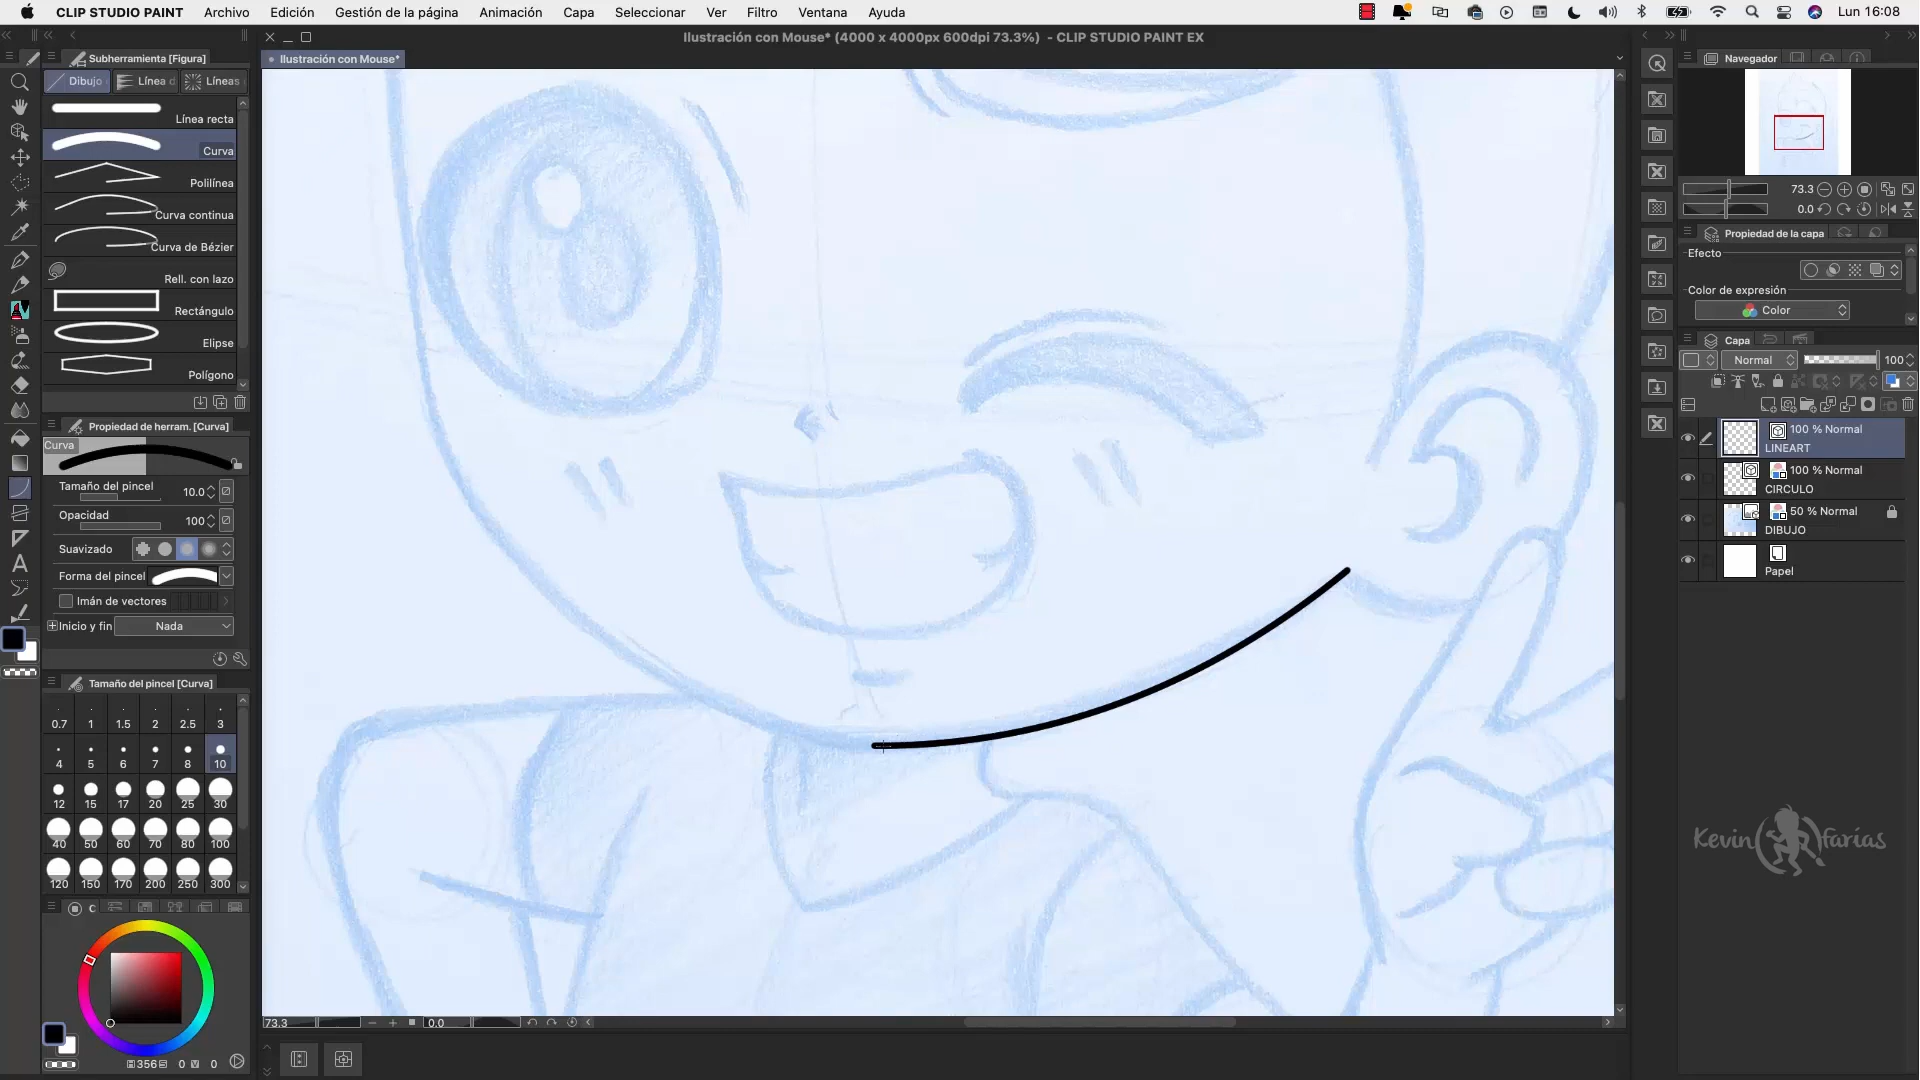 CLIP STUDIO PAINT Archivo Edición Gestión de la página Animación Capa Seleccionar Ver Filtro Ventana Ayuda Lun 16:08
Ilustración con Mouse* (4000 x 4000px 600dpi 73.3%) - CLIP STUDIO PAINT EX
Subherramienta [Figura]
Ilustración con Mouse*
Dibujo Línea d Líneas
Línea recta
Curva
Polilínea
Curva continua
Curva de Bézier
Rell. con lazo
Rectángulo
Elipse
Polígono
Propiedad de herram. [Curva]
Curva
Tamaño del pincel 10.0
Opacidad 100
Suavizado
Forma del pincel
Imán de vectores
Inicio y fin Nada
Tamaño del pincel [Curva]
0.7 1 1.5 2 2.5 3
4 5 6 7 8 10
12 15 17 20 25 30
40 50 60 70 80 100
120 150 170 200 250 300
C
356 0 V 0
73.3 0.0
Navegador
73.3
0.0
Propiedad de la capa
Efecto
Color de expresión
Color
Capa
Normal 100
100 % Normal
LINEART
100 % Normal
CIRCULO
50 % Normal
DIBUJO
Papel
Kevin farías